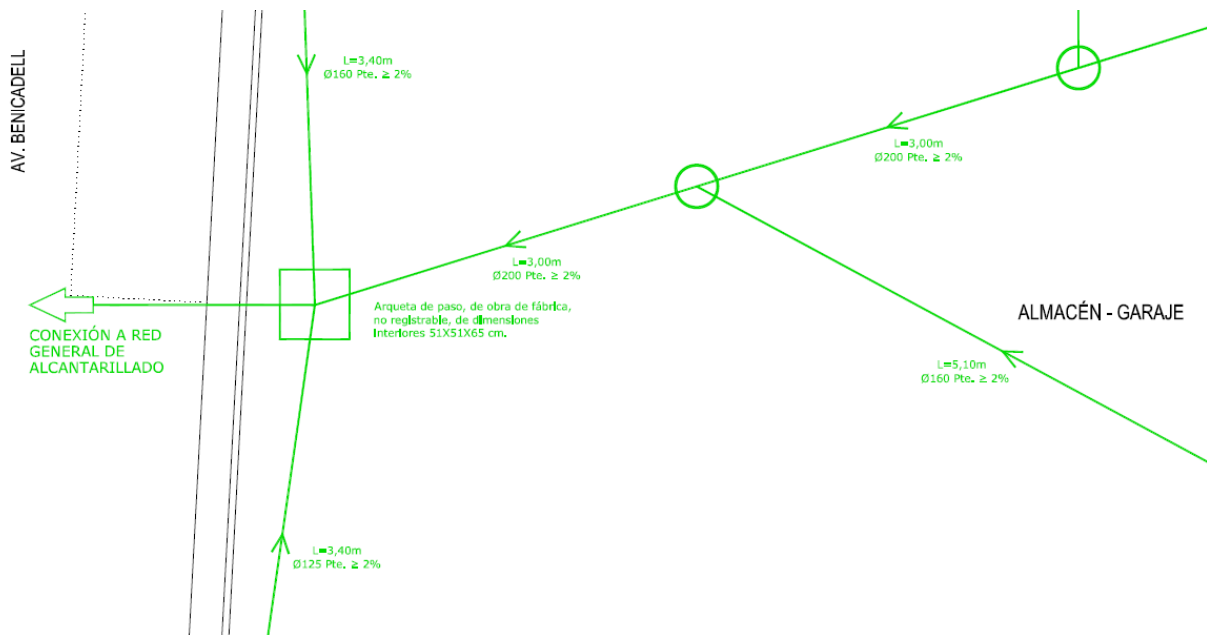 AV. BENICADELL
L=3,40m
Ø160 Pte. ≥ 2%
L=3,00m
Ø200 Pte. ≥ 2%
L=3,00m
Ø200 Pte. ≥ 2%
Arqueta de paso, de obra de fábrica,
no registrable, de dimensiones
interiores 51X51X65 cm.
ALMACÉN - GARAJE
CONEXIÓN A RED
GENERAL DE
ALCANTARILLADO
L=5,10m
Ø160 Pte. ≥ 2%
L=3,40m
Ø125 Pte. ≥ 2%